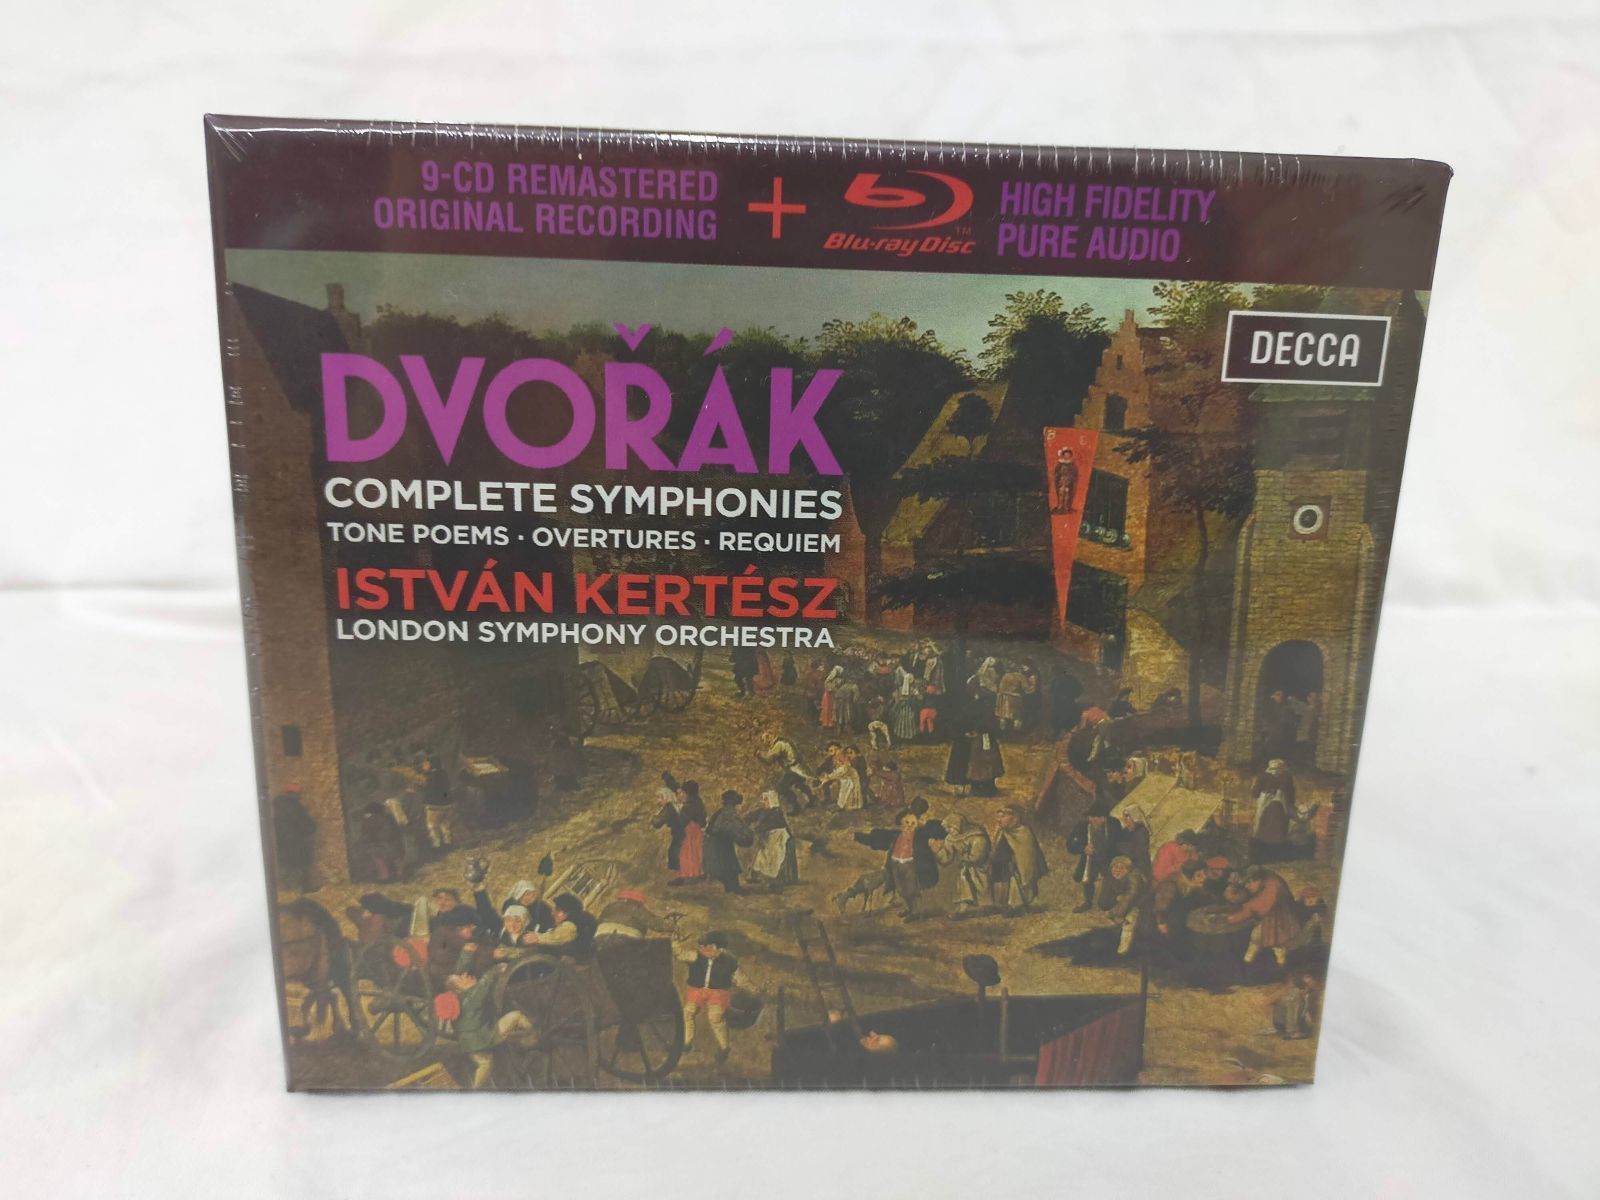 9-CD REMASTERED
ORIGINAL RECORDING
+
Blu-ray Disc™
HIGH FIDELITY
PURE AUDIO
DECCA
DVOŘÁK
COMPLETE SYMPHONIES
TONE POEMS · OVERTURES · REQUIEM
ISTVÁN KERTÉSZ
LONDON SYMPHONY ORCHESTRA